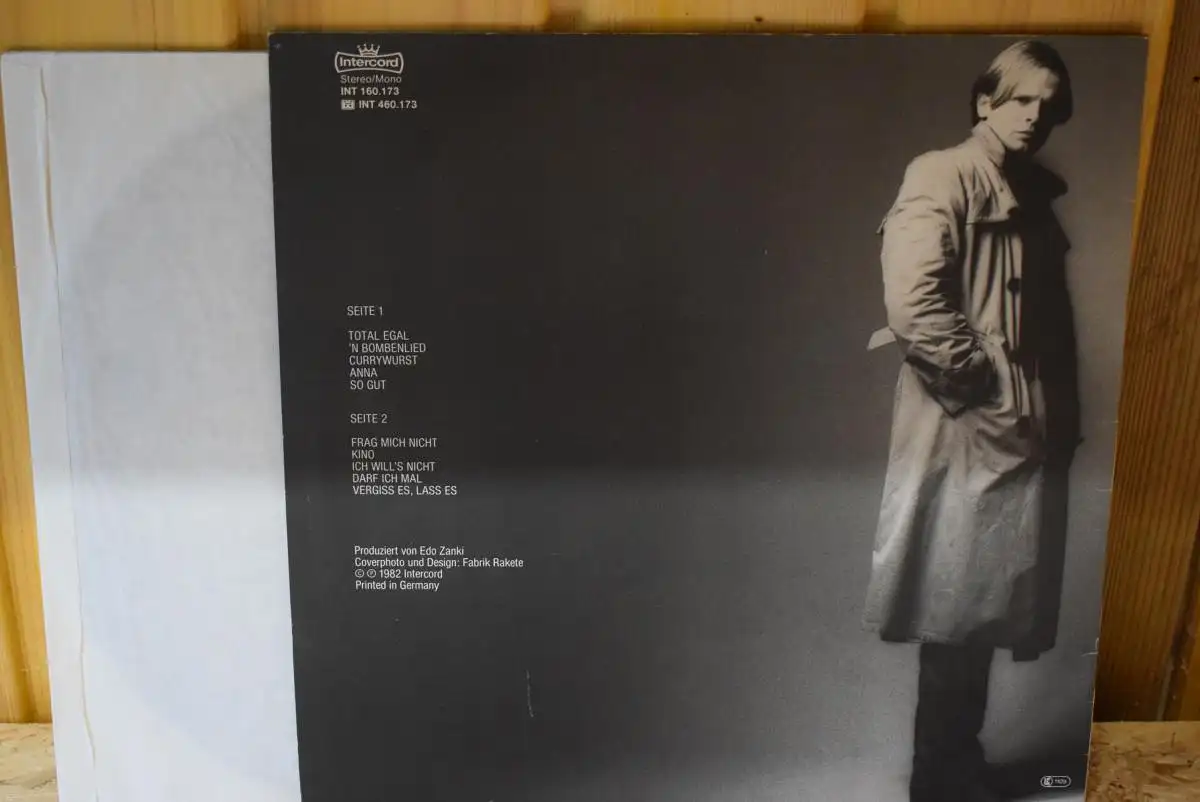 Intercord
Stereo/Mono
INT 160.173
INT 460.173
SEITE 1
TOTAL EGAL
'N BOMBENLIED
CURRYWURST
ANNA
SO GUT
SEITE 2
FRAG MICH NICHT
KINO
ICH WILL'S NICHT
DARF ICH MAL
VERGISS ES, LASS ES
Produziert von Edo Zanki
Coverphoto und Design: Fabrik Rakete
© ℗ 1982 Intercord
Printed in Germany